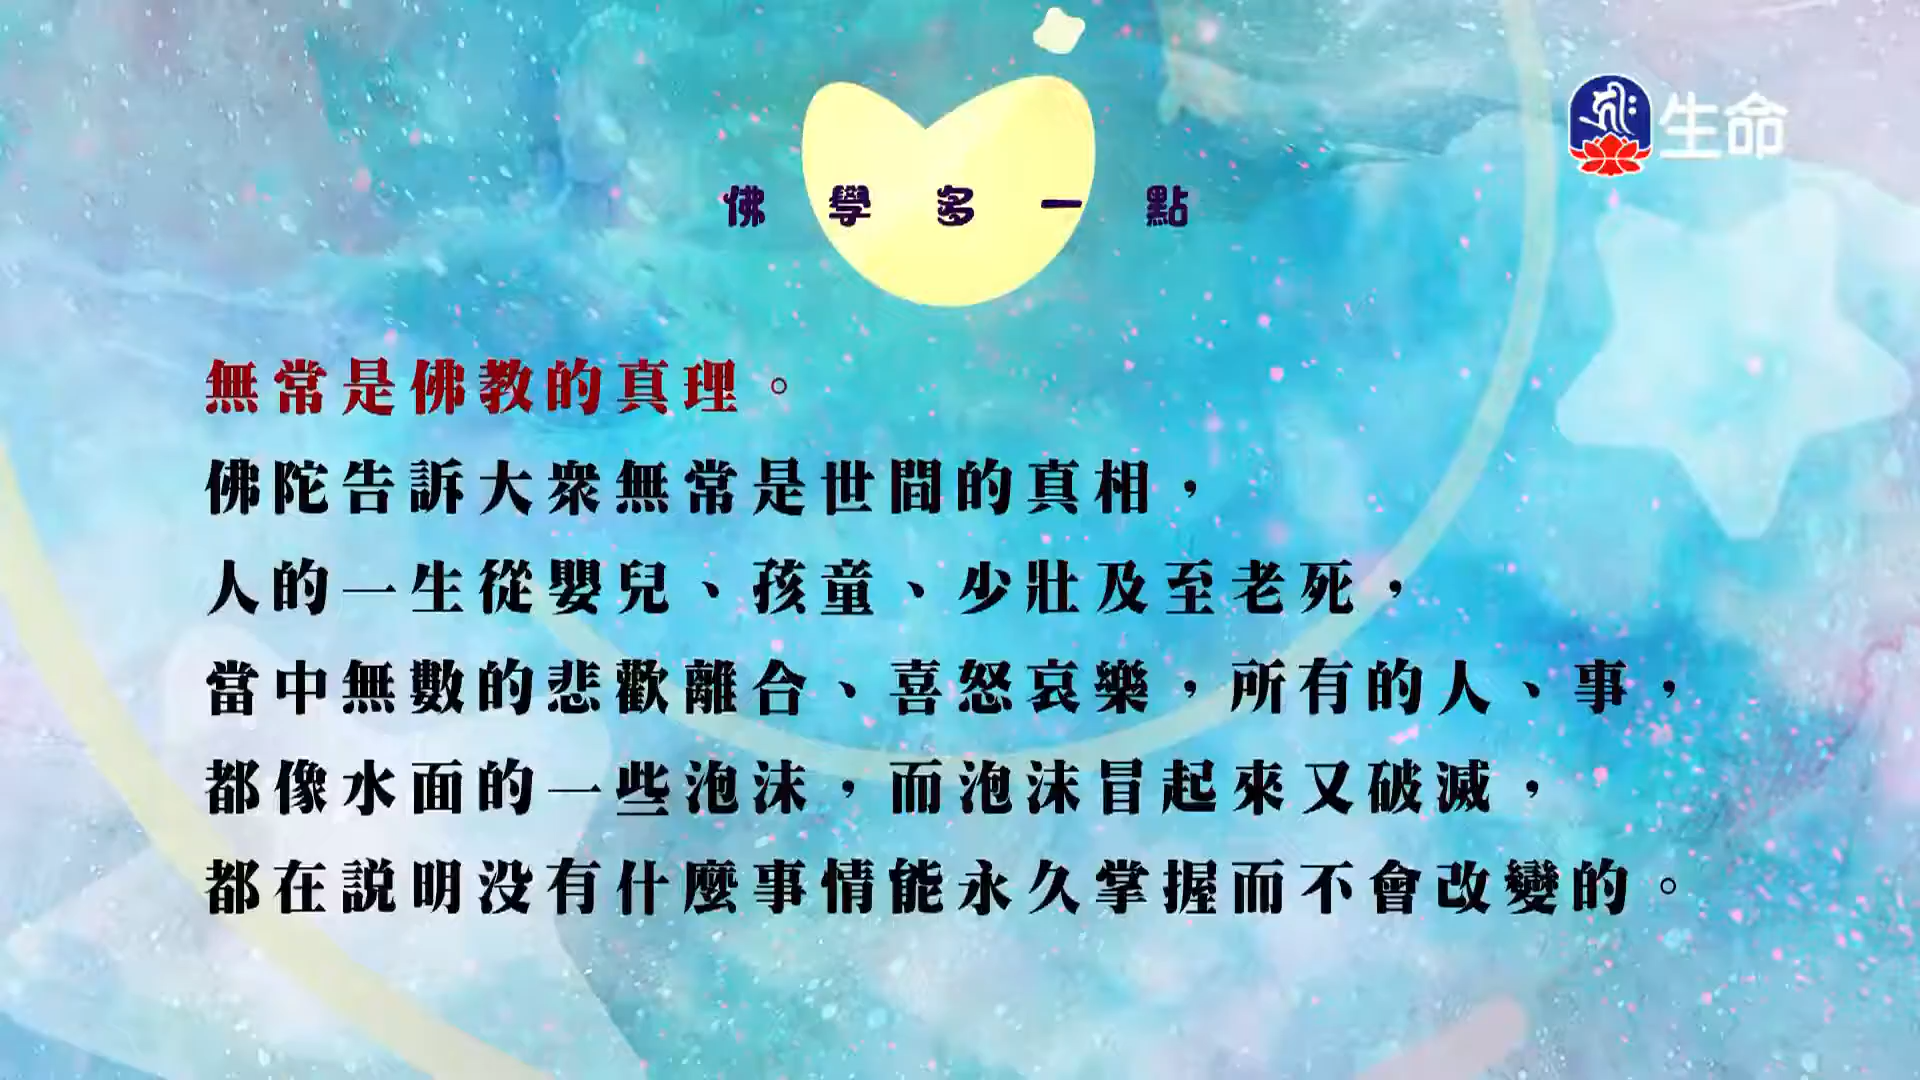 生命
佛學多一點
無常是佛教的真理。
佛陀告訴大眾無常是世間的真相，
人的一生從嬰兒、孩童、少壯及至老死，
當中無數的悲歡離合、喜怒哀樂，所有的人、事，
都像水面的一些泡沫，而泡沫冒起來又破滅，
都在説明没有什麼事情能永久掌握而不會改變的。